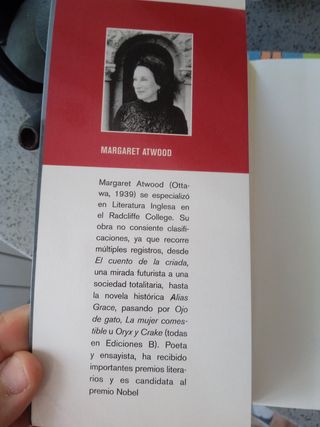 MARGARET ATWOOD
Margaret Atwood (Otta-
wa, 1939) se especializó
en Literatura Inglesa en
el Radcliffe College. Su
obra no consiente clasifi-
caciones, ya que recorre
múltiples registros, desde
El cuento de la criada,
una mirada futurista a una
sociedad totalitaria, hasta
la novela histórica Alias
Grace, pasando por Ojo
de gato, La mujer comes-
tible u Oryx y Crake (todas
en Ediciones B). Poeta
y ensayista, ha recibido
importantes premios litera-
rios y es candidata al
premio Nobel